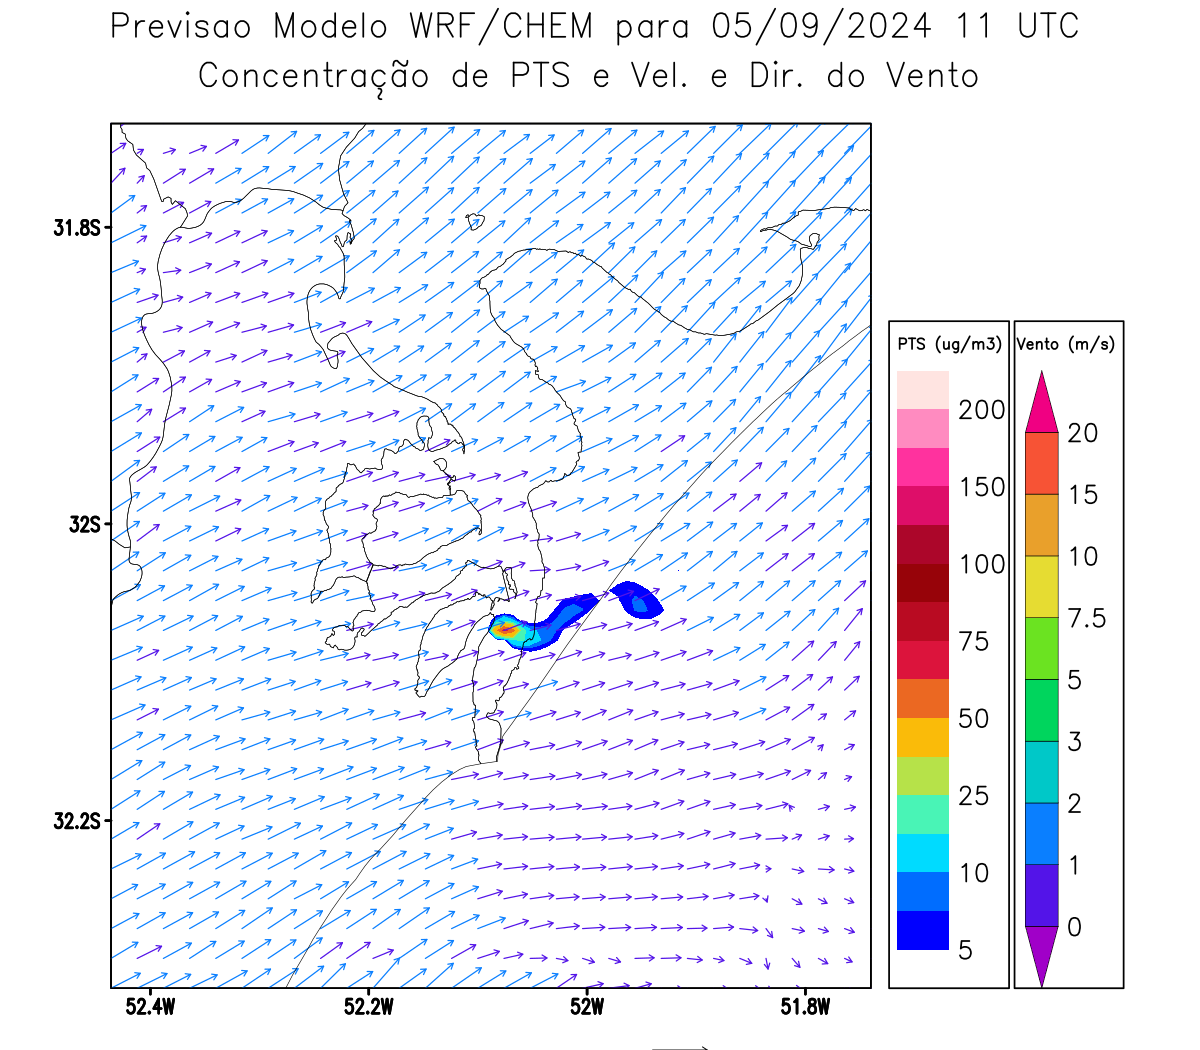 Previsao Modelo WRF/CHEM para 05/09/2024 11 UTC
Concentração de PTS e Vel. e Dir. do Vento
31.8S
32S
32.2S
52.4W 52.2W 52W 51.8W
PTS (ug/m3)
200
150
100
75
50
25
10
5
Vento (m/s)
20
15
10
7.5
5
3
2
1
0